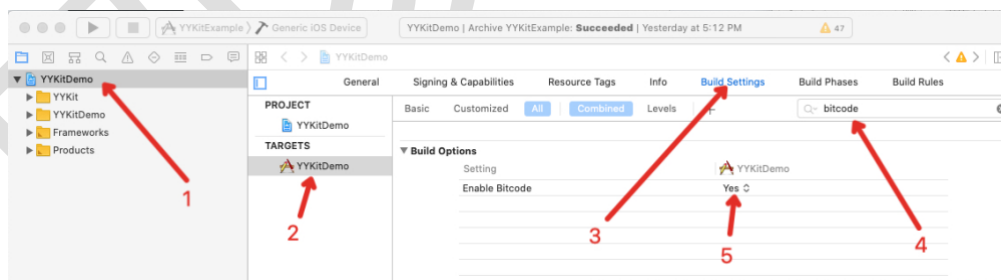 YYKitExample 〉 Generic iOS Device
YYKitDemo | Archive YYKitExample: Succeeded | Yesterday at 5:12 PM
47
YYKitDemo
YYKitDemo
YYKit
YYKitDemo
Frameworks
Products
General Signing & Capabilities Resource Tags Info Build Settings Build Phases Build Rules
PROJECT
YYKitDemo
TARGETS
YYKitDemo
Basic Customized All Combined Levels +
bitcode
Build Options
Setting YYKitDemo
Enable Bitcode Yes
1
2
3
5
4